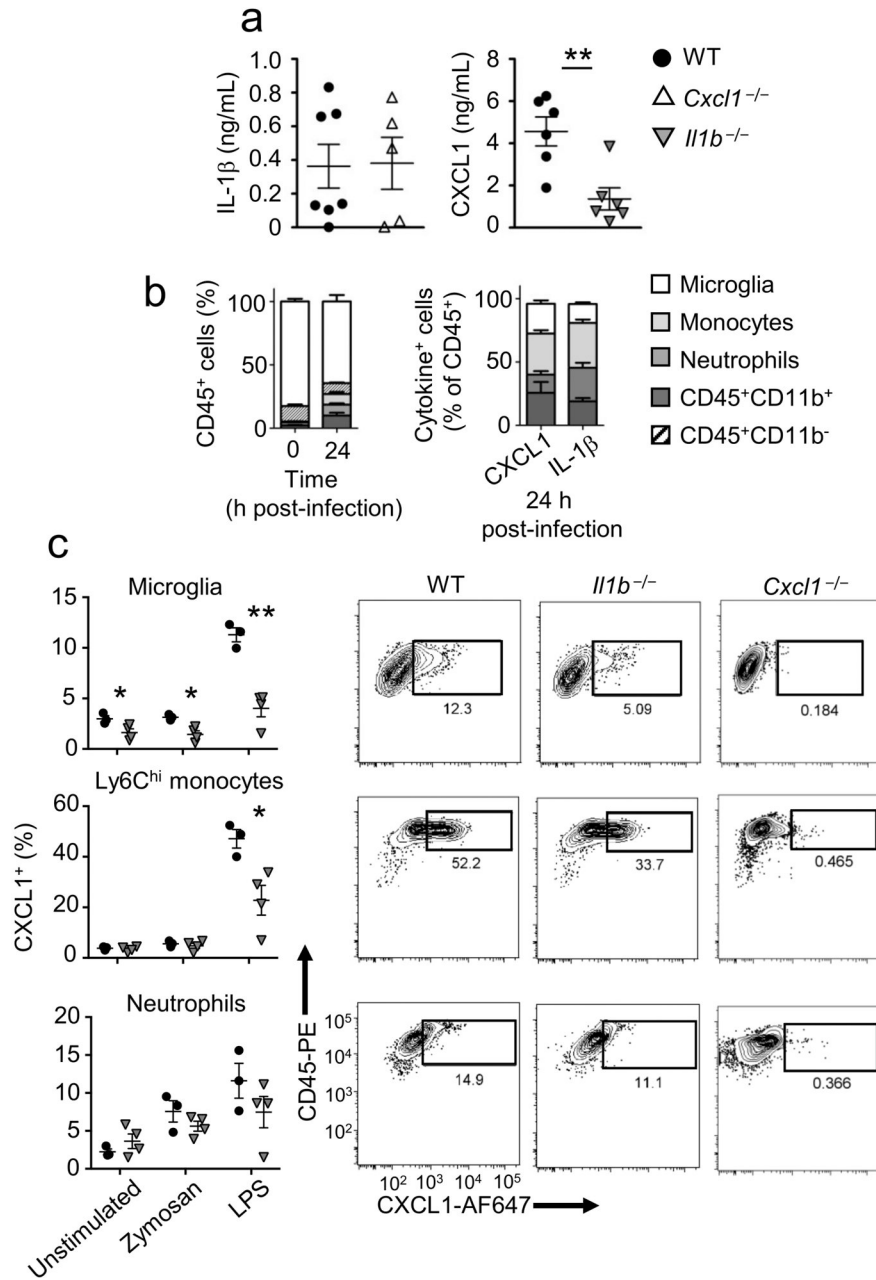 a
IL-1β (ng/mL)
1.0
0.8
0.6
0.4
0.2
0
CXCL1 (ng/mL)
8
6
4
2
0
**
WT
Cxcl1⁻/⁻
Il1b⁻/⁻
b
CD45⁺ cells (%)
100
50
0
0 24
Time
(h post-infection)
Cytokine⁺ cells
(% of CD45⁺)
100
50
0
CXCL1 IL-1β
24 h
post-infection
Microglia
Monocytes
Neutrophils
CD45⁺CD11b⁺
CD45⁺CD11b⁻
c
CXCL1⁺ (%)
Microglia
15
10
5
0
* * **
Ly6Cʰⁱ monocytes
60
40
20
0
*
Neutrophils
20
15
10
5
0
Unstimulated Zymosan LPS
WT Il1b⁻/⁻ Cxcl1⁻/⁻
12.3 5.09 0.184
52.2 33.7 0.465
14.9 11.1 0.366
CD45-PE
10⁵
10⁴
10³
10²
10² 10³ 10⁴ 10⁵
CXCL1-AF647